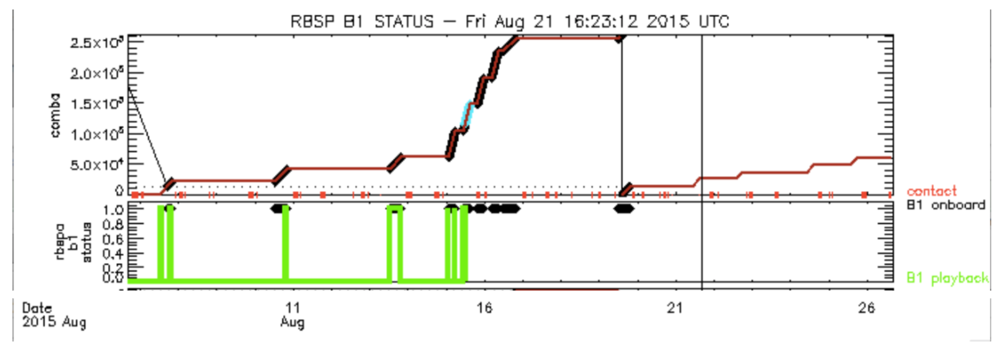 RBSP B1 STATUS – Fri Aug 21 16:23:12 2015 UTC
2.5×10⁵
2.0×10⁵
1.5×10⁵
1.0×10⁵
5.0×10⁴
0
comba
contact
B1 onboard
1.0
0.8
0.6
0.4
0.2
0.0
rbspa
b1
status
B1 playback
Date 11 16 21 26
2015 Aug Aug